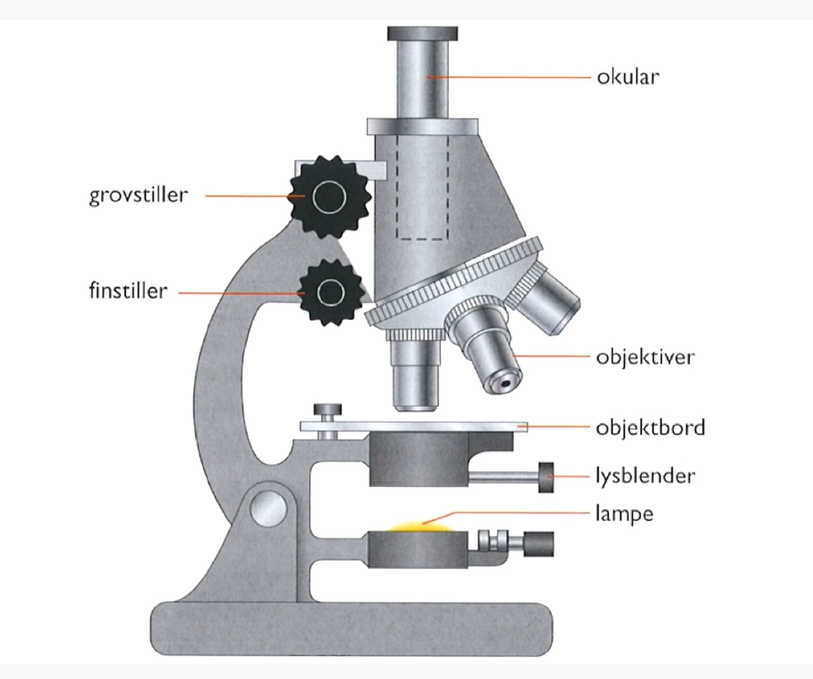 okular
grovstiller
finstiller
objektiver
objektbord
lysblender
lampe